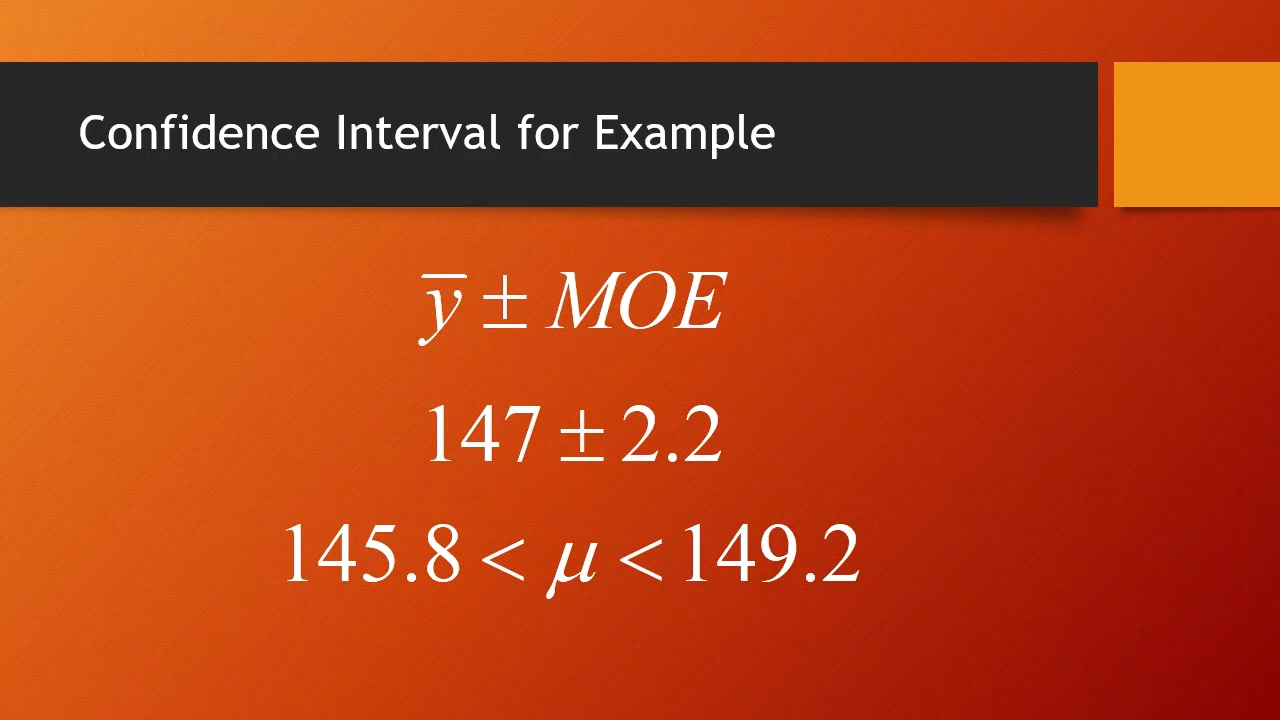 Confidence Interval for Example
y̅ ± MOE
147 ± 2.2
145.8 < μ < 149.2